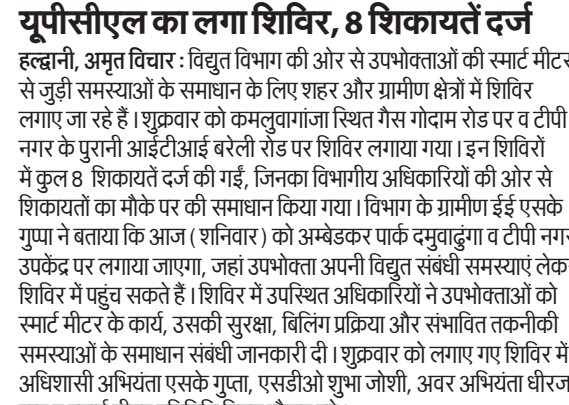 यूपीसीएल का लगा शिविर, 8 शिकायतें दर्ज
हल्द्वानी, अमृत विचार : विद्युत विभाग की ओर से उपभोक्ताओं की स्मार्ट मीटर
से जुड़ी समस्याओं के समाधान के लिए शहर और ग्रामीण क्षेत्रों में शिविर
लगाए जा रहे हैं । शुक्रवार को कमलुवागांजा स्थित गैस गोदाम रोड पर व टीपी
नगर के पुरानी आईटीआई बरेली रोड पर शिविर लगाया गया । इन शिविरों
में कुल 8 शिकायतें दर्ज की गईं, जिनका विभागीय अधिकारियों की ओर से
शिकायतों का मौके पर की समाधान किया गया । विभाग के ग्रामीण ईई एसके
गुप्पा ने बताया कि आज ( शनिवार ) को अम्बेडकर पार्क दमुवाढुंगा व टीपी नगर
उपकेंद्र पर लगाया जाएगा, जहां उपभोक्ता अपनी विद्युत संबंधी समस्याएं लेकर
शिविर में पहुंच सकते हैं । शिविर में उपस्थित अधिकारियों ने उपभोक्ताओं को
स्मार्ट मीटर के कार्य, उसकी सुरक्षा, बिलिंग प्रक्रिया और संभावित तकनीकी
समस्याओं के समाधान संबंधी जानकारी दी । शुक्रवार को लगाए गए शिविर में
अधिशासी अभियंता एसके गुप्ता, एसडीओ शुभा जोशी, अवर अभियंता धीरज